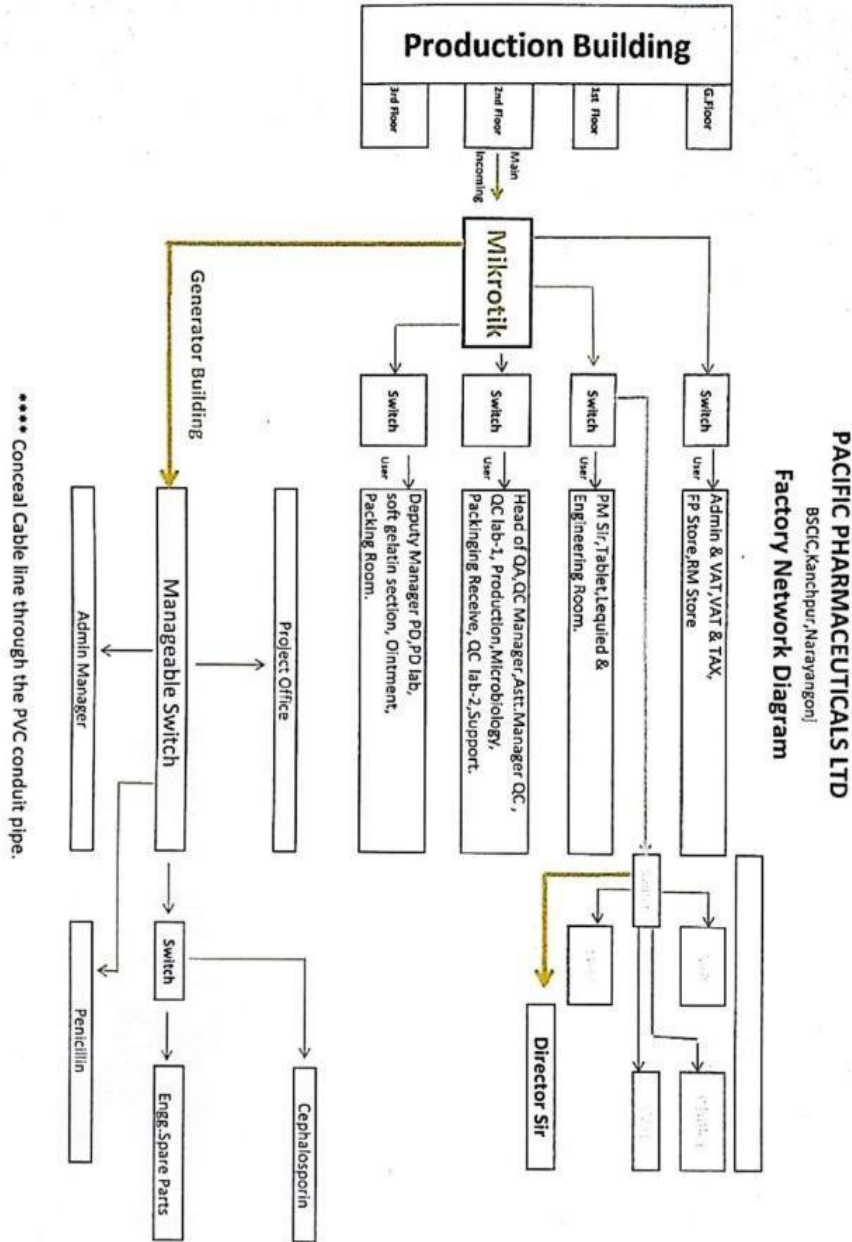 PACIFIC PHARMACEUTICALS LTD
BSCIC,Kanchpur,Narayangonj
Factory Network Diagram
Production Building
G.Floor
1st Floor
2nd Floor
3rd Floor
Main
Incoming
Mikrotik
Switch
User
Admin & VAT,VAT & TAX,
FP Store,RM Store
Switch
User
PM Sir,Tablet,Lequied &
Engineering Room.
Switch
User
Head of QA,QC Manager,Astt.Manager QC ,
QC lab-1, Production,Microbiology,
Packinging Receive, QC lab-2,Support.
Switch
User
Deputy Manager PD,PD lab,
soft gelatin section, Ointment,
Packing Room.
Director Sir
Generator Building
Project Office
Manageable Switch
Admin Manager
Switch
Cephalosporin
Engg.Spare Parts
Penicillin
**** Conceal Cable line through the PVC conduit pipe.